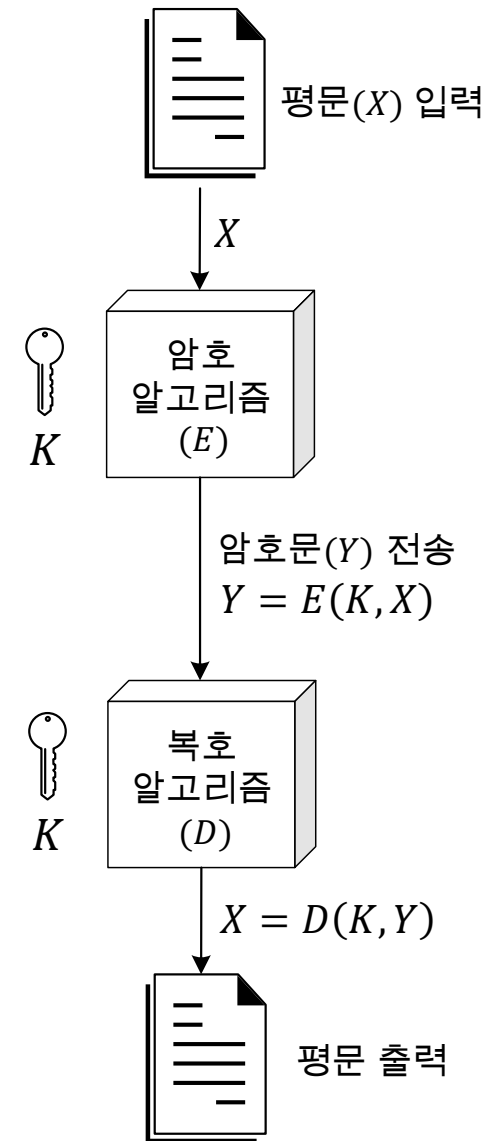 평문(X) 입력
X
암호
알고리즘
(E)
K
암호문(Y) 전송
Y = E(K,X)
복호
알고리즘
(D)
K
X = D(K,Y)
평문 출력